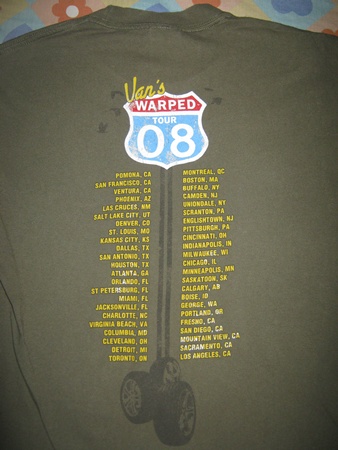 Van's
WARPED
TOUR
08
POMONA, CA
SAN FRANCISCO, CA
VENTURA, CA
PHOENIX, AZ
LAS CRUCES, NM
SALT LAKE CITY, UT
DENVER, CO
ST. LOUIS, MO
KANSAS CITY, KS
DALLAS, TX
SAN ANTONIO, TX
HOUSTON, TX
ATLANTA, GA
ORLANDO, FL
ST PETERSBURG, FL
MIAMI, FL
JACKSONVILLE, FL
CHARLOTTE, NC
VIRGINIA BEACH, VA
COLUMBIA, MD
CLEVELAND, OH
DETROIT, MI
TORONTO, ON
MONTREAL, QC
BOSTON, MA
BUFFALO, NY
CAMDEN, NJ
UNIONDALE, NY
SCRANTON, PA
ENGLISHTOWN, NJ
PITTSBURGH, PA
CINCINNATI, OH
INDIANAPOLIS, IN
MILWAUKEE, WI
CHICAGO, IL
MINNEAPOLIS, MN
SASKATOON, SK
CALGARY, AB
BOISE, ID
GEORGE, WA
PORTLAND, OR
FRESNO, CA
SAN DIEGO, CA
MOUNTAIN VIEW, CA
SACRAMENTO, CA
LOS ANGELES, CA